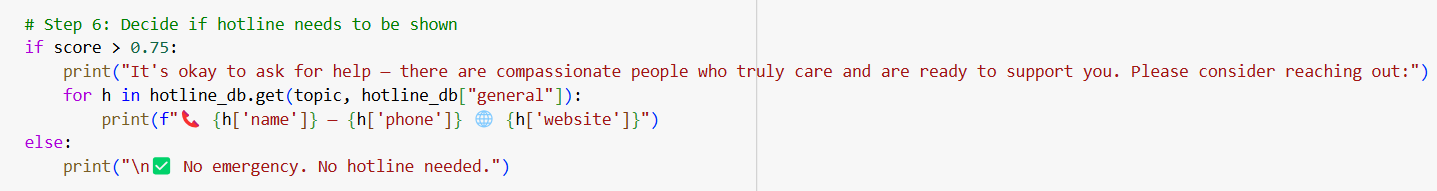 # Step 6: Decide if hotline needs to be shown
if score > 0.75:
    print("It's okay to ask for help — there are compassionate people who truly care and are ready to support you. Please consider reaching out:")
    for h in hotline_db.get(topic, hotline_db["general"]):
        print(f"📞 {h['name']} — {h['phone']} 🌐 {h['website']}")
else:
    print("\n✅ No emergency. No hotline needed.")